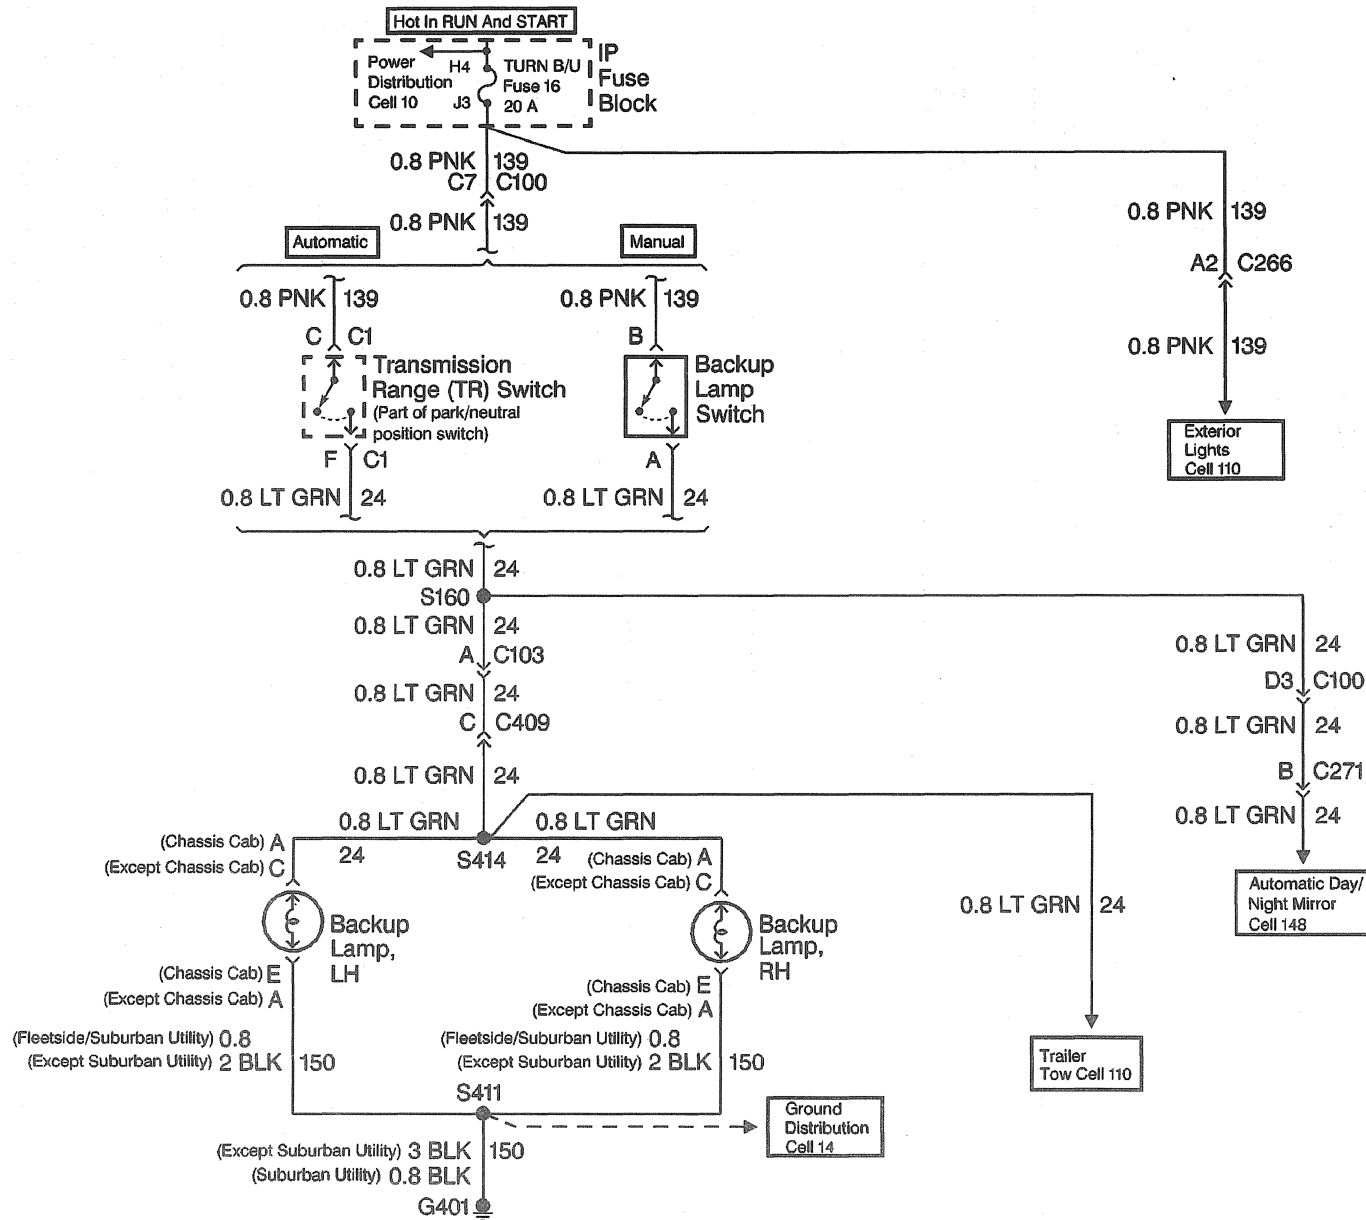 Hot In RUN And START
Power
Distribution
Cell 10
H4
J3
TURN B/U
Fuse 16
20 A
IP
Fuse
Block
0.8 PNK 139
C7 C100
0.8 PNK 139
0.8 PNK 139
A2 C266
0.8 PNK 139
Exterior
Lights
Cell 110
Automatic
Manual
0.8 PNK 139
C C1
Transmission
Range (TR) Switch
(Part of park/neutral
position switch)
F C1
0.8 LT GRN 24
0.8 PNK 139
B
Backup
Lamp
Switch
A
0.8 LT GRN 24
0.8 LT GRN 24
S160
0.8 LT GRN 24
A C103
0.8 LT GRN 24
C C409
0.8 LT GRN 24
0.8 LT GRN 24
D3 C100
0.8 LT GRN 24
B C271
0.8 LT GRN 24
Automatic Day/
Night Mirror
Cell 148
0.8 LT GRN
24
S414
0.8 LT GRN
24
(Chassis Cab) A
(Except Chassis Cab) C
Backup
Lamp,
LH
(Chassis Cab) E
(Except Chassis Cab) A
(Fleetside/Suburban Utility) 0.8
(Except Suburban Utility) 2 BLK 150
(Chassis Cab) A
(Except Chassis Cab) C
Backup
Lamp,
RH
(Chassis Cab) E
(Except Chassis Cab) A
(Fleetside/Suburban Utility) 0.8
(Except Suburban Utility) 2 BLK 150
0.8 LT GRN 24
Trailer
Tow Cell 110
S411
Ground
Distribution
Cell 14
(Except Suburban Utility) 3 BLK 150
(Suburban Utility) 0.8 BLK
G401